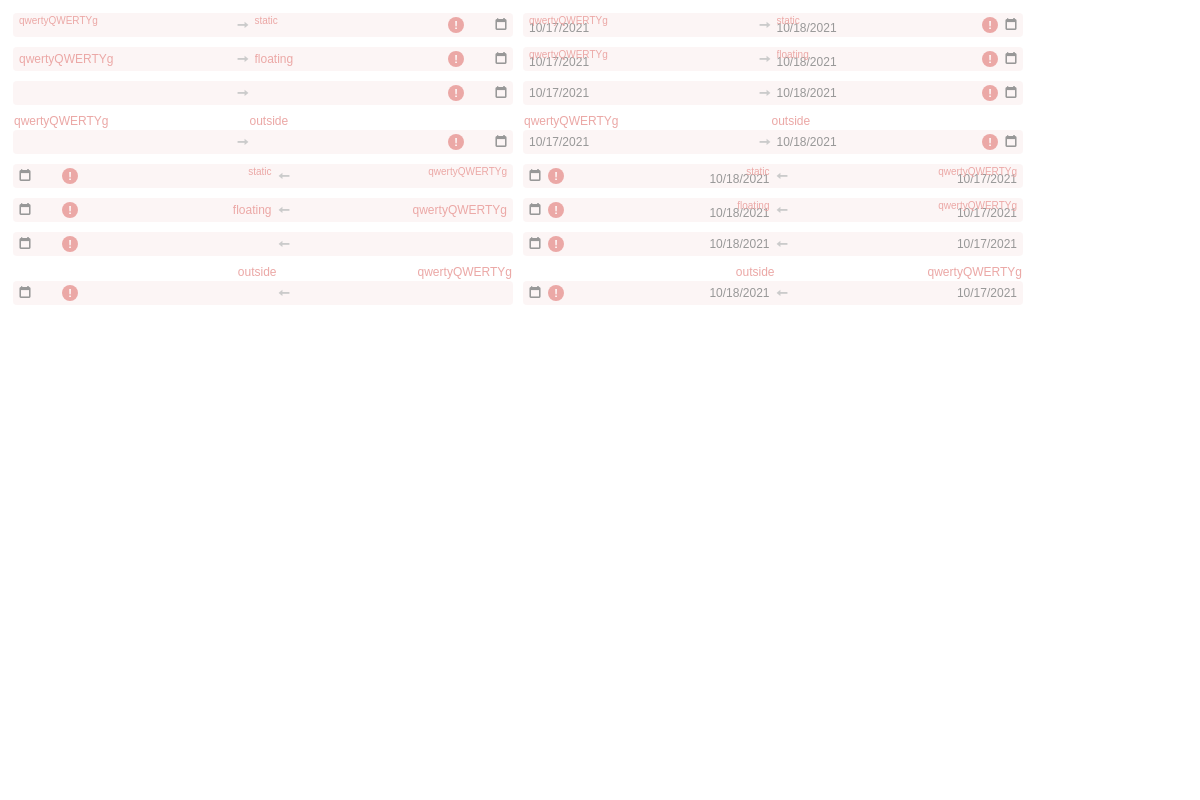 qwertyQWERTYg → static !
qwertyQWERTYg 10/17/2021 → static 10/18/2021 !
qwertyQWERTYg → floating !
qwertyQWERTYg 10/17/2021 → floating 10/18/2021 !
→ !
10/17/2021 → 10/18/2021 !
qwertyQWERTYg outside
→ !
qwertyQWERTYg outside
10/17/2021 → 10/18/2021 !
! static ← qwertyQWERTYg
! static 10/18/2021 ← qwertyQWERTYg 10/17/2021
! floating ← qwertyQWERTYg
! floating 10/18/2021 ← qwertyQWERTYg 10/17/2021
! ←
! 10/18/2021 ← 10/17/2021
outside qwertyQWERTYg
! ←
outside qwertyQWERTYg
! 10/18/2021 ← 10/17/2021